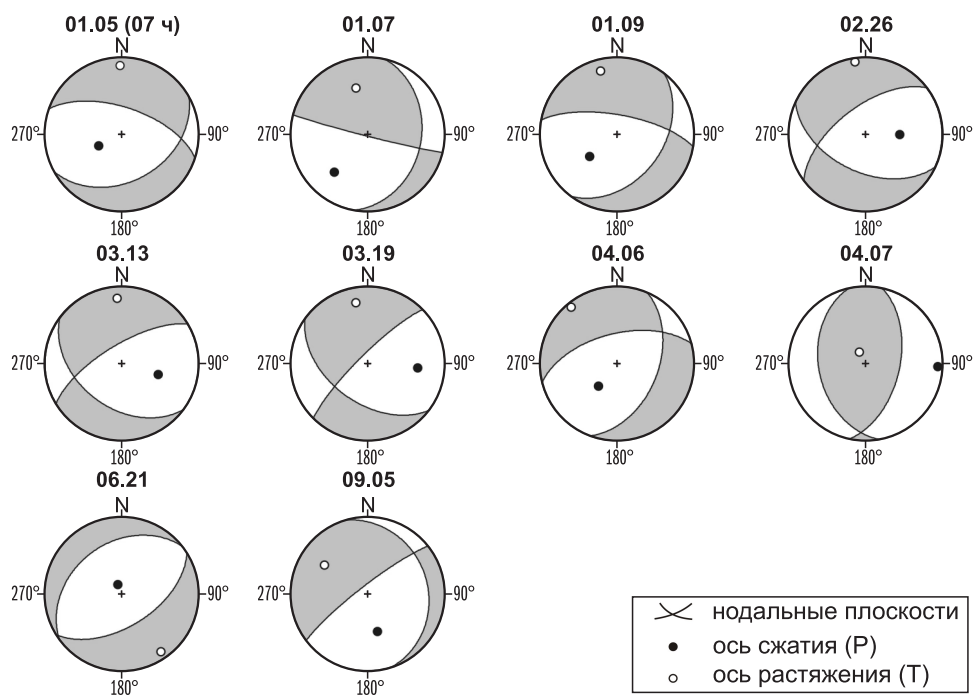 01.05 (07 ч) 01.07 01.09 02.26
N N N N
270° 90° 270° 90° 270° 90° 270° 90°
180° 180° 180° 180°
03.13 03.19 04.06 04.07
N N N N
270° 90° 270° 90° 270° 90° 270° 90°
180° 180° 180° 180°
06.21 09.05
N N
270° 90° 270° 90°
180° 180°
нодальные плоскости
ось сжатия (P)
ось растяжения (T)